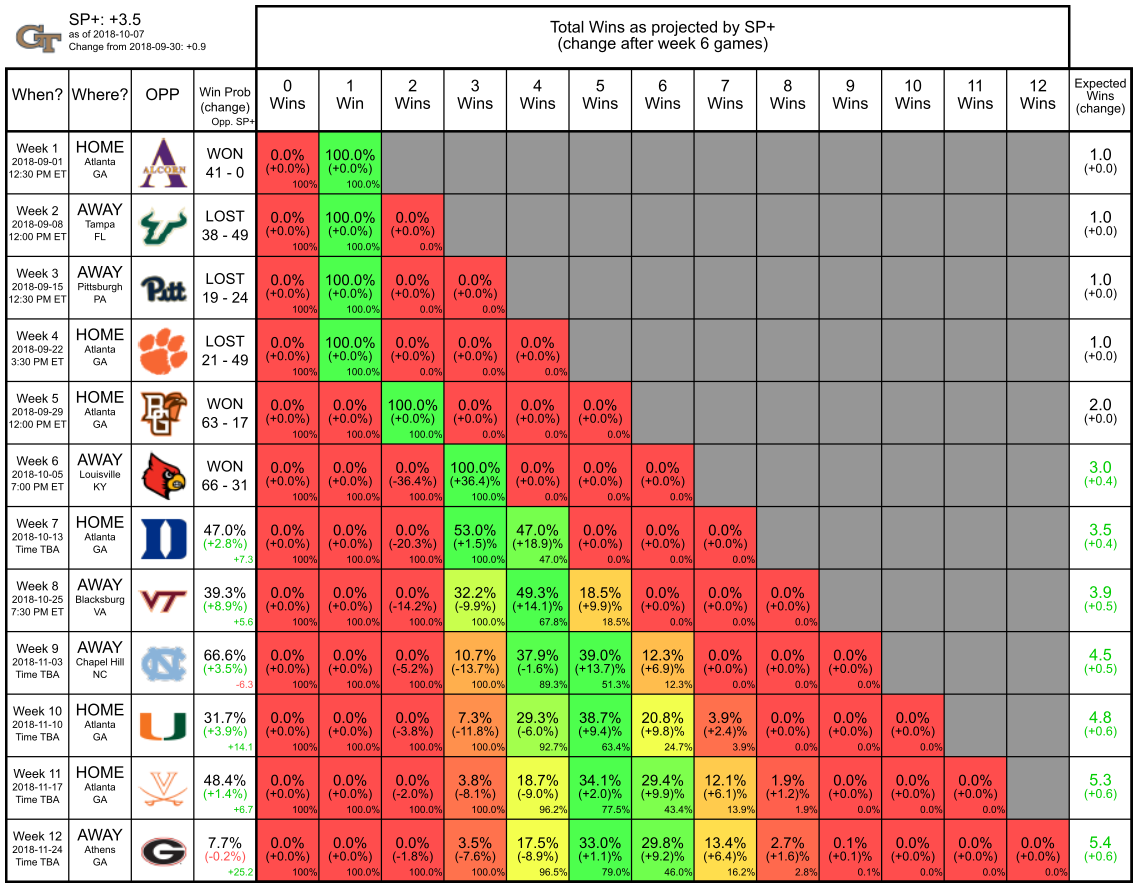 GT
SP+: +3.5
as of 2018-10-07
Change from 2018-09-30: +0.9
Total Wins as projected by SP+
(change after week 6 games)
When? Where? OPP Win Prob (change) Opp. SP+ 0 Wins 1 Win 2 Wins 3 Wins 4 Wins 5 Wins 6 Wins 7 Wins 8 Wins 9 Wins 10 Wins 11 Wins 12 Wins Expected Wins (change)
Week 1 HOME A WON 0.0% 100.0% 1.0
2018-09-01 Atlanta ALCORN 41 - 0 (+0.0%) (+0.0%) (+0.0)
12:30 PM ET GA 100% 100.0%
Week 2 AWAY LOST 0.0% 100.0% 0.0% 1.0
2018-09-08 Tampa 38 - 49 (+0.0%) (+0.0%) (+0.0%) (+0.0)
12:00 PM ET FL 100% 100.0% 0.0%
Week 3 AWAY Pitt LOST 0.0% 100.0% 0.0% 0.0% 1.0
2018-09-15 Pittsburgh 19 - 24 (+0.0%) (+0.0%) (+0.0%) (+0.0%) (+0.0)
12:30 PM ET PA 100% 100.0% 0.0% 0.0%
Week 4 HOME LOST 0.0% 100.0% 0.0% 0.0% 0.0% 1.0
2018-09-22 Atlanta 21 - 49 (+0.0%) (+0.0%) (+0.0%) (+0.0%) (+0.0%) (+0.0)
3:30 PM ET GA 100% 100.0% 0.0% 0.0% 0.0%
Week 5 HOME BG WON 0.0% 0.0% 100.0% 0.0% 0.0% 0.0% 2.0
2018-09-29 Atlanta 63 - 17 (+0.0%) (+0.0%) (+0.0%) (+0.0%) (+0.0%) (+0.0%) (+0.0)
12:00 PM ET GA 100% 100.0% 100.0% 0.0% 0.0% 0.0%
Week 6 AWAY WON 0.0% 0.0% 0.0% 100.0% 0.0% 0.0% 0.0% 3.0
2018-10-05 Louisville 66 - 31 (+0.0%) (+0.0%) (-36.4%) (+36.4)% (+0.0%) (+0.0%) (+0.0%) (+0.4)
7:00 PM ET KY 100% 100.0% 100.0% 100.0% 0.0% 0.0% 0.0%
Week 7 HOME D 47.0% 0.0% 0.0% 0.0% 53.0% 47.0% 0.0% 0.0% 0.0% 3.5
2018-10-13 Atlanta (+2.8%) (+0.0%) (+0.0%) (-20.3%) (+1.5)% (+18.9)% (+0.0%) (+0.0%) (+0.0%) (+0.4)
Time TBA GA +7.3 100% 100.0% 100.0% 100.0% 47.0% 0.0% 0.0% 0.0%
Week 8 AWAY VT 39.3% 0.0% 0.0% 0.0% 32.2% 49.3% 18.5% 0.0% 0.0% 0.0% 3.9
2018-10-25 Blacksburg (+8.9%) (+0.0%) (+0.0%) (-14.2%) (-9.9%) (+14.1)% (+9.9)% (+0.0%) (+0.0%) (+0.0%) (+0.5)
7:30 PM ET VA +5.6 100% 100.0% 100.0% 100.0% 67.8% 18.5% 0.0% 0.0% 0.0%
Week 9 AWAY NC 66.6% 0.0% 0.0% 0.0% 10.7% 37.9% 39.0% 12.3% 0.0% 0.0% 0.0% 4.5
2018-11-03 Chapel Hill (+3.5%) (+0.0%) (+0.0%) (-5.2%) (-13.7%) (-1.6%) (+13.7)% (+6.9)% (+0.0%) (+0.0%) (+0.0%) (+0.5)
Time TBA NC -6.3 100% 100.0% 100.0% 100.0% 89.3% 51.3% 12.3% 0.0% 0.0% 0.0%
Week 10 HOME U 31.7% 0.0% 0.0% 0.0% 7.3% 29.3% 38.7% 20.8% 3.9% 0.0% 0.0% 0.0% 4.8
2018-11-10 Atlanta (+3.9%) (+0.0%) (+0.0%) (-3.8%) (-11.8%) (-6.0%) (+9.4)% (+9.8)% (+2.4)% (+0.0%) (+0.0%) (+0.0%) (+0.6)
Time TBA GA +14.1 100% 100.0% 100.0% 100.0% 92.7% 63.4% 24.7% 3.9% 0.0% 0.0% 0.0%
Week 11 HOME V 48.4% 0.0% 0.0% 0.0% 3.8% 18.7% 34.1% 29.4% 12.1% 1.9% 0.0% 0.0% 0.0% 5.3
2018-11-17 Atlanta (+1.4%) (+0.0%) (+0.0%) (-2.0%) (-8.1%) (-9.0%) (+2.0)% (+9.9)% (+6.1)% (+1.2)% (+0.0%) (+0.0%) (+0.0%) (+0.6)
Time TBA GA +6.7 100% 100.0% 100.0% 100.0% 96.2% 77.5% 43.4% 13.9% 1.9% 0.0% 0.0% 0.0%
Week 12 AWAY G 7.7% 0.0% 0.0% 0.0% 3.5% 17.5% 33.0% 29.8% 13.4% 2.7% 0.1% 0.0% 0.0% 0.0% 5.4
2018-11-24 Athens (-0.2%) (+0.0%) (+0.0%) (-1.8%) (-7.6%) (-8.9%) (+1.1)% (+9.2)% (+6.4)% (+1.6)% (+0.1)% (+0.0%) (+0.0%) (+0.0%) (+0.6)
Time TBA GA +25.2 100% 100.0% 100.0% 100.0% 96.5% 79.0% 46.0% 16.2% 2.8% 0.1% 0.0% 0.0% 0.0%